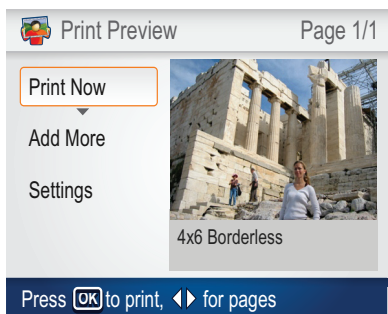 Print Preview Page 1/1
Print Now
Add More
Settings
4x6 Borderless
Press OK to print, for pages